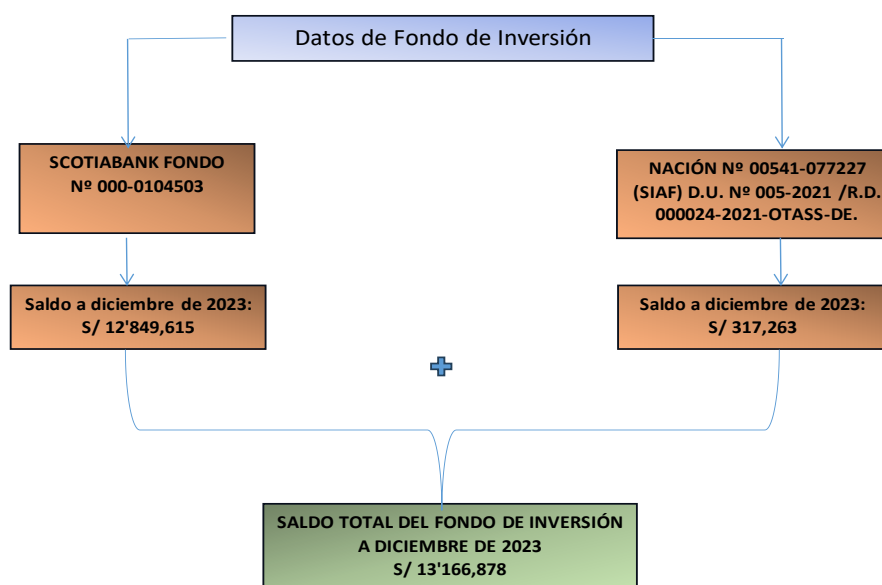 Datos de Fondo de Inversión
SCOTIABANK FONDO
Nº 000-0104503
NACIÓN Nº 00541-077227
(SIAF) D.U. Nº 005-2021 /R.D.
000024-2021-OTASS-DE.
Saldo a diciembre de 2023:
S/ 12'849,615
Saldo a diciembre de 2023:
S/ 317,263
SALDO TOTAL DEL FONDO DE INVERSIÓN
A DICIEMBRE DE 2023
S/ 13'166,878